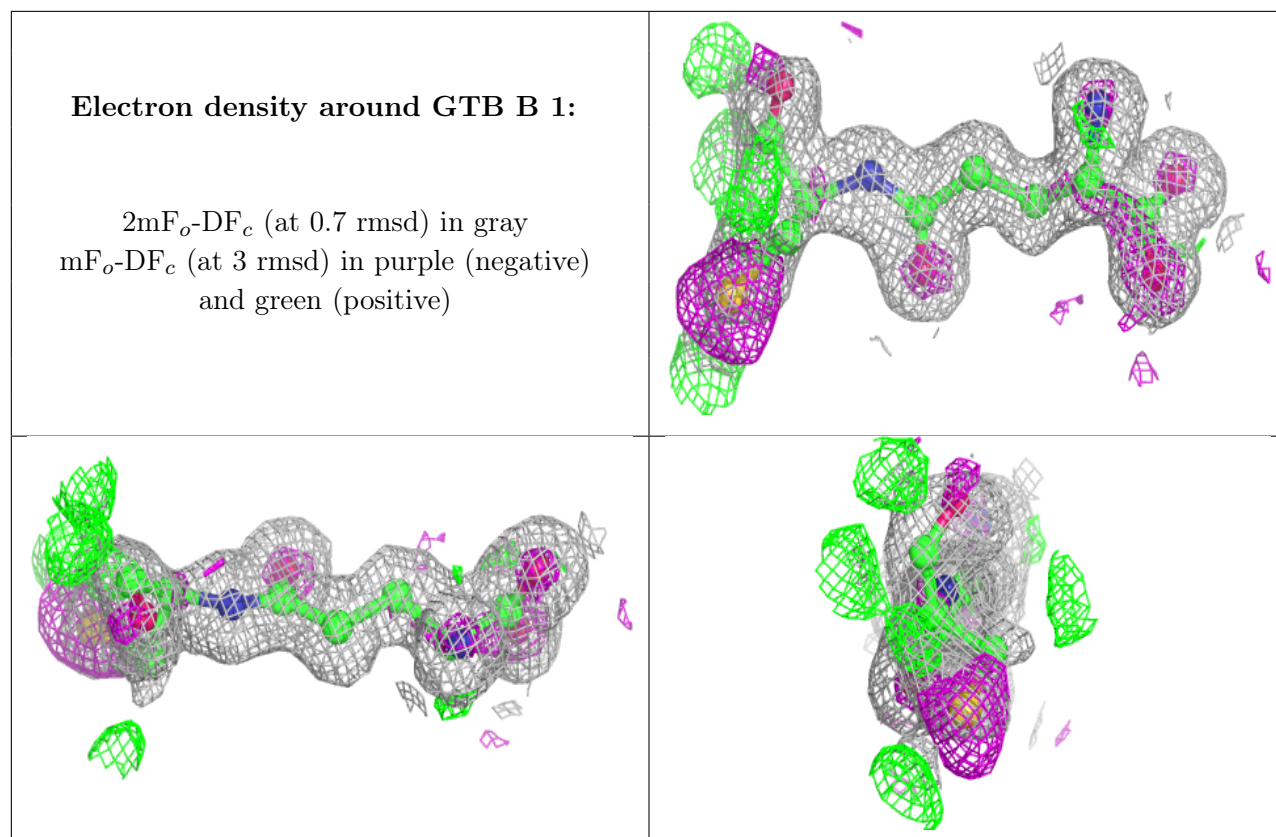 Electron density around GTB B 1:
2mFo-DFc (at 0.7 rmsd) in gray
mFo-DFc (at 3 rmsd) in purple (negative)
and green (positive)